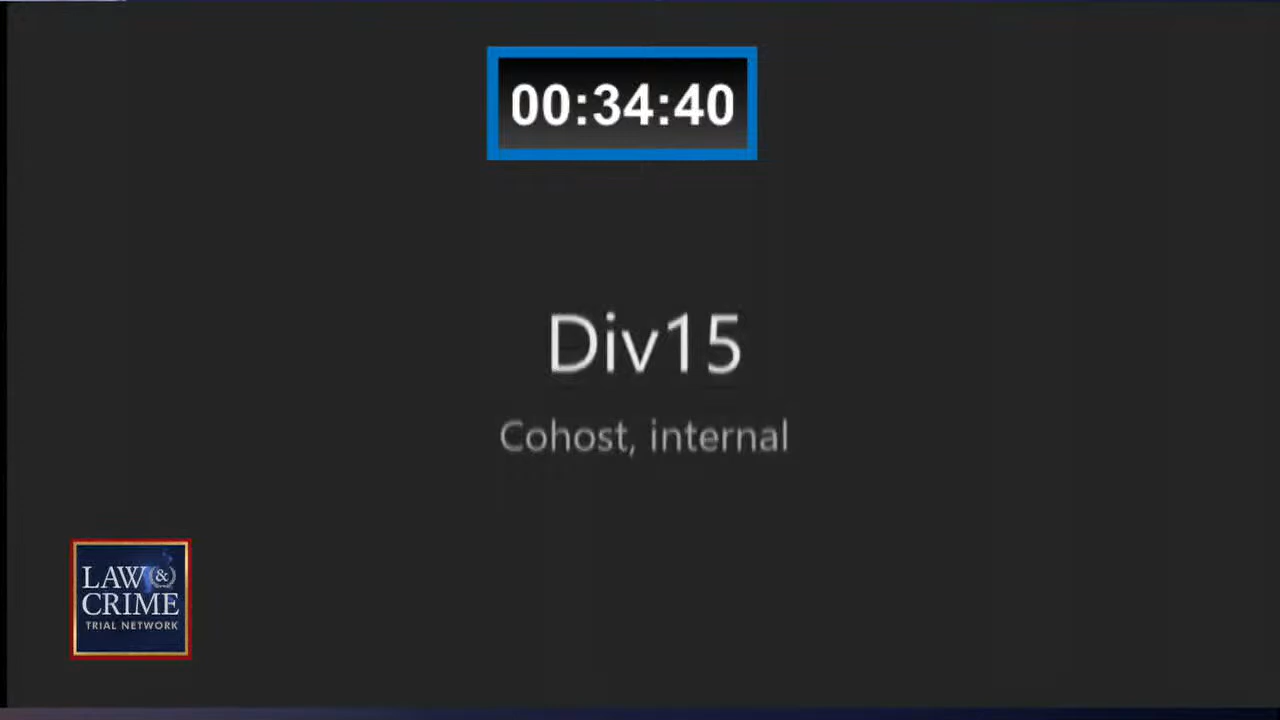 00:34:40
Div15
Cohost, internal
LAW &
CRIME
TRIAL NETWORK